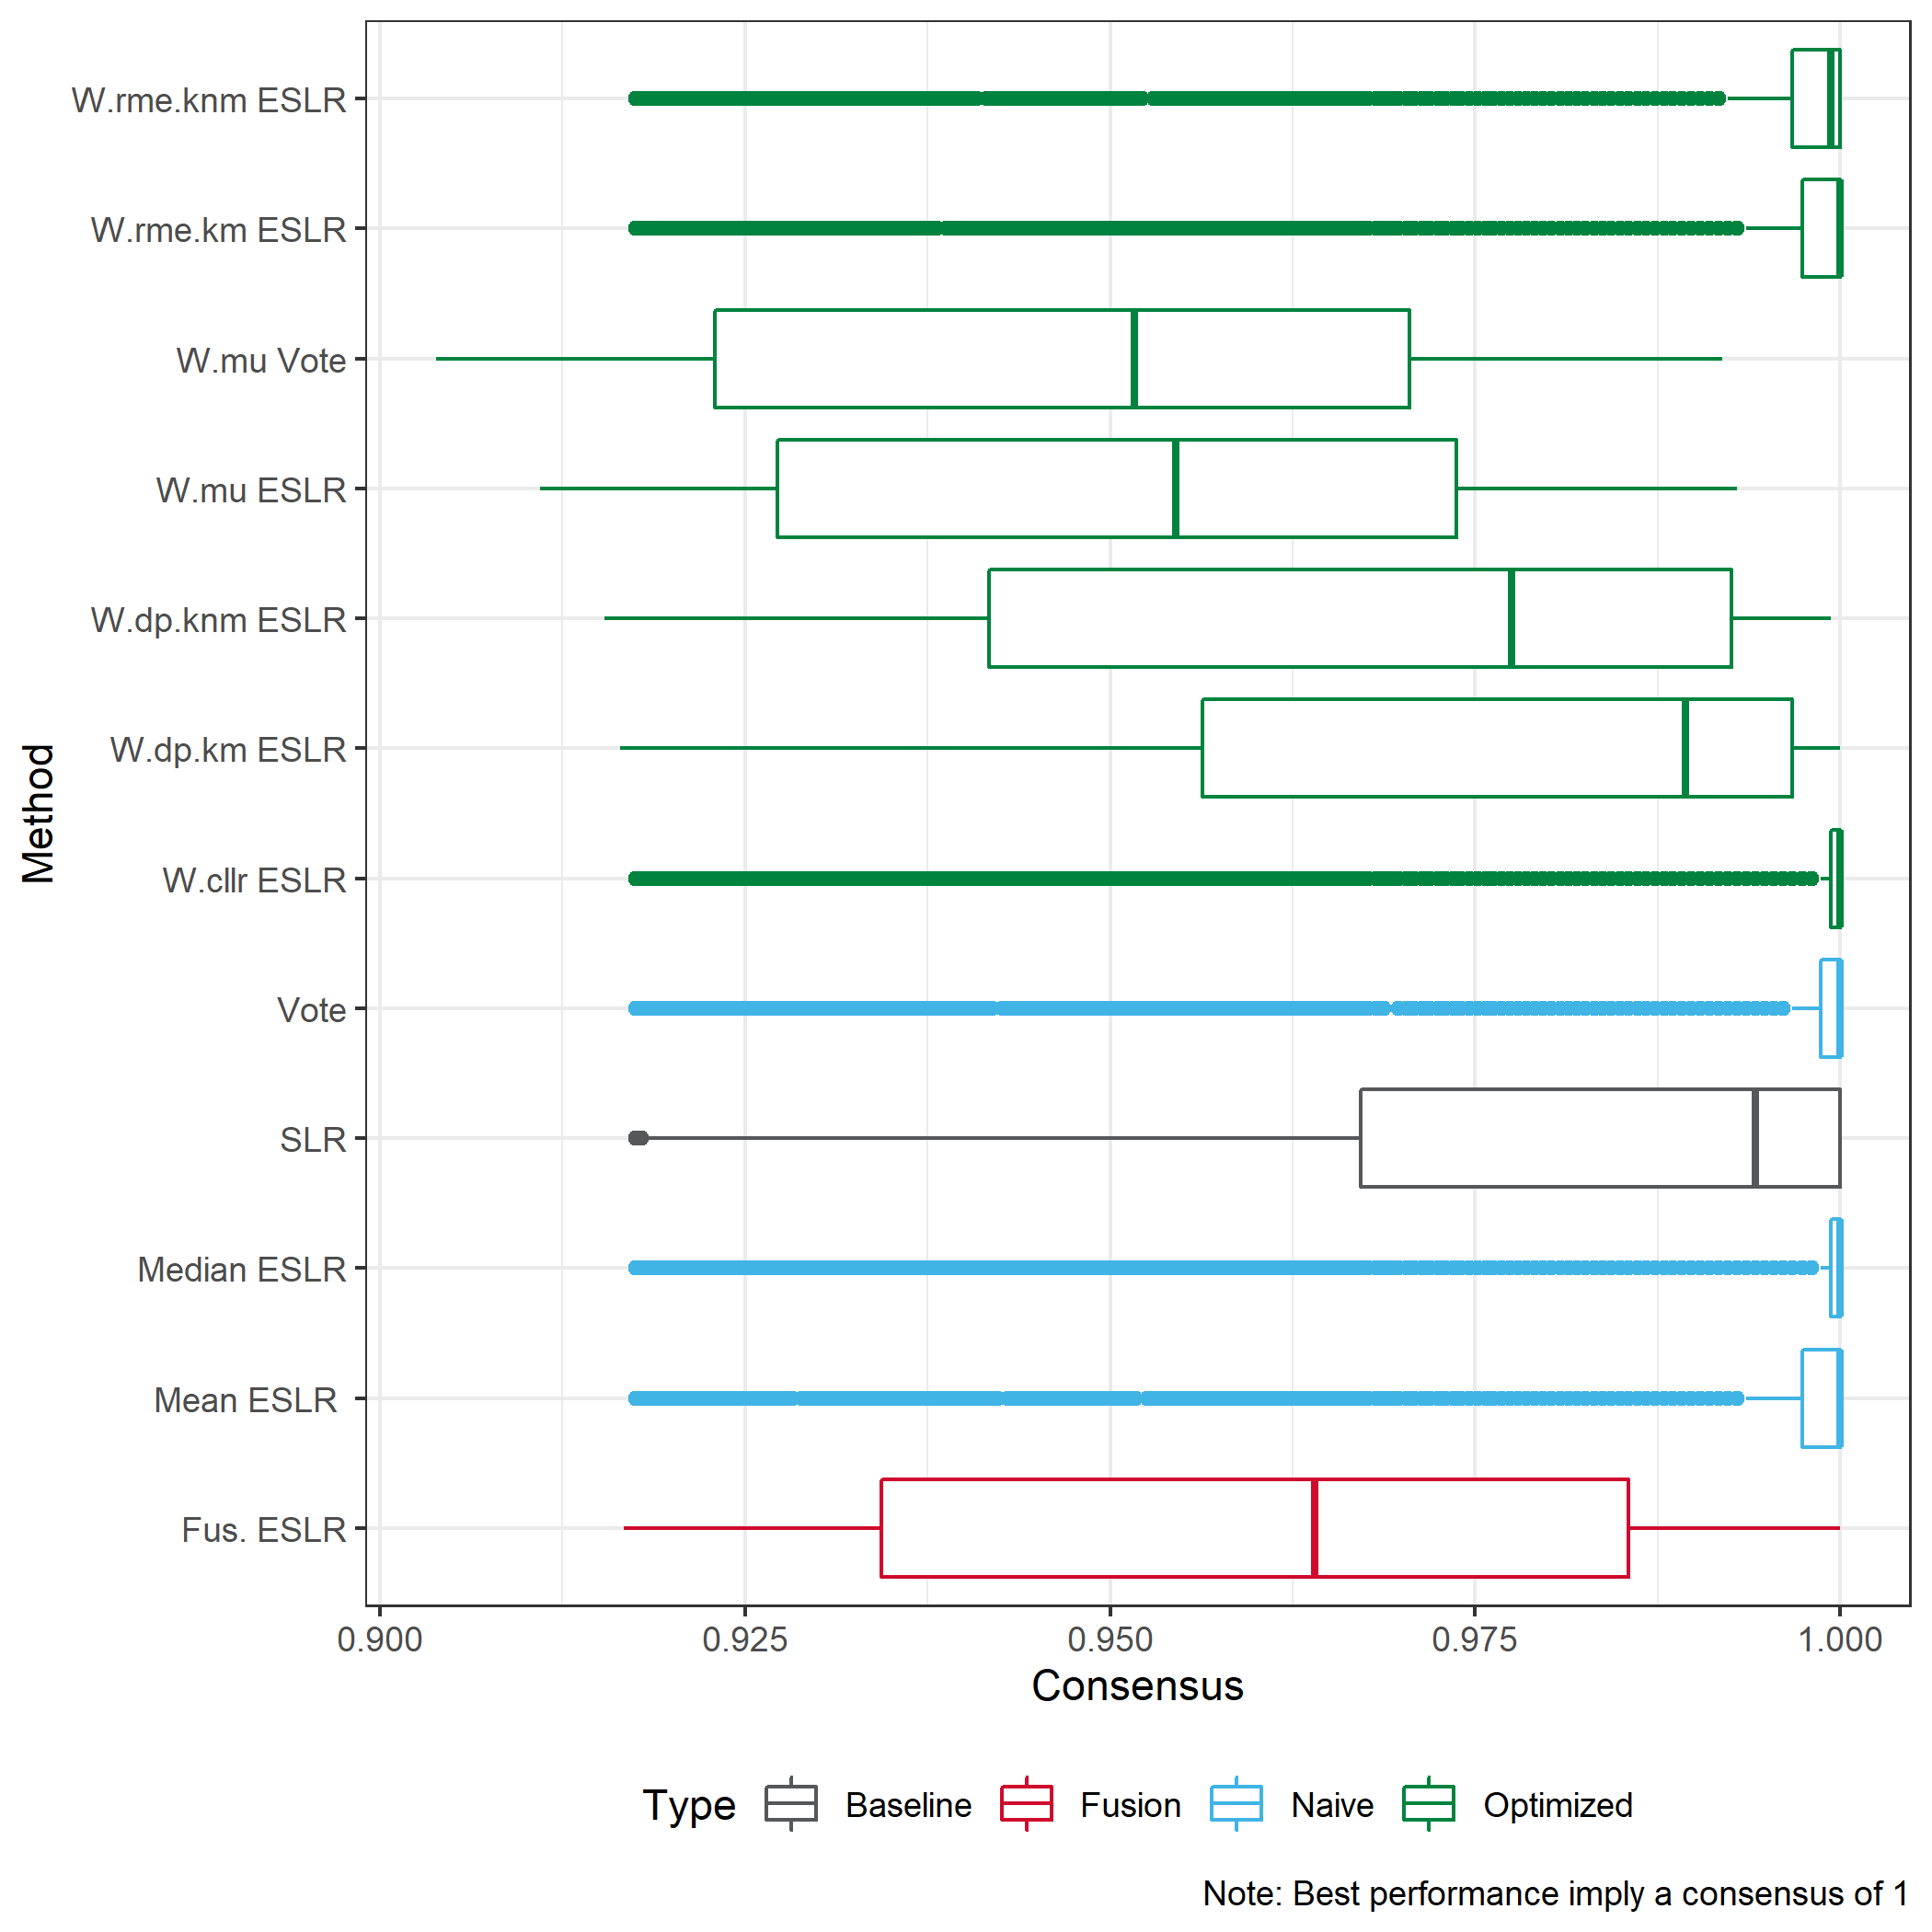 W.rme.knm ESLR
W.rme.km ESLR
W.mu Vote
W.mu ESLR
W.dp.knm ESLR
W.dp.km ESLR
W.cllr ESLR
Vote
SLR
Median ESLR
Mean ESLR
Fus. ESLR
Method
0.900 0.925 0.950 0.975 1.000
Consensus
Type Baseline Fusion Naive Optimized
Note: Best performance imply a consensus of 1